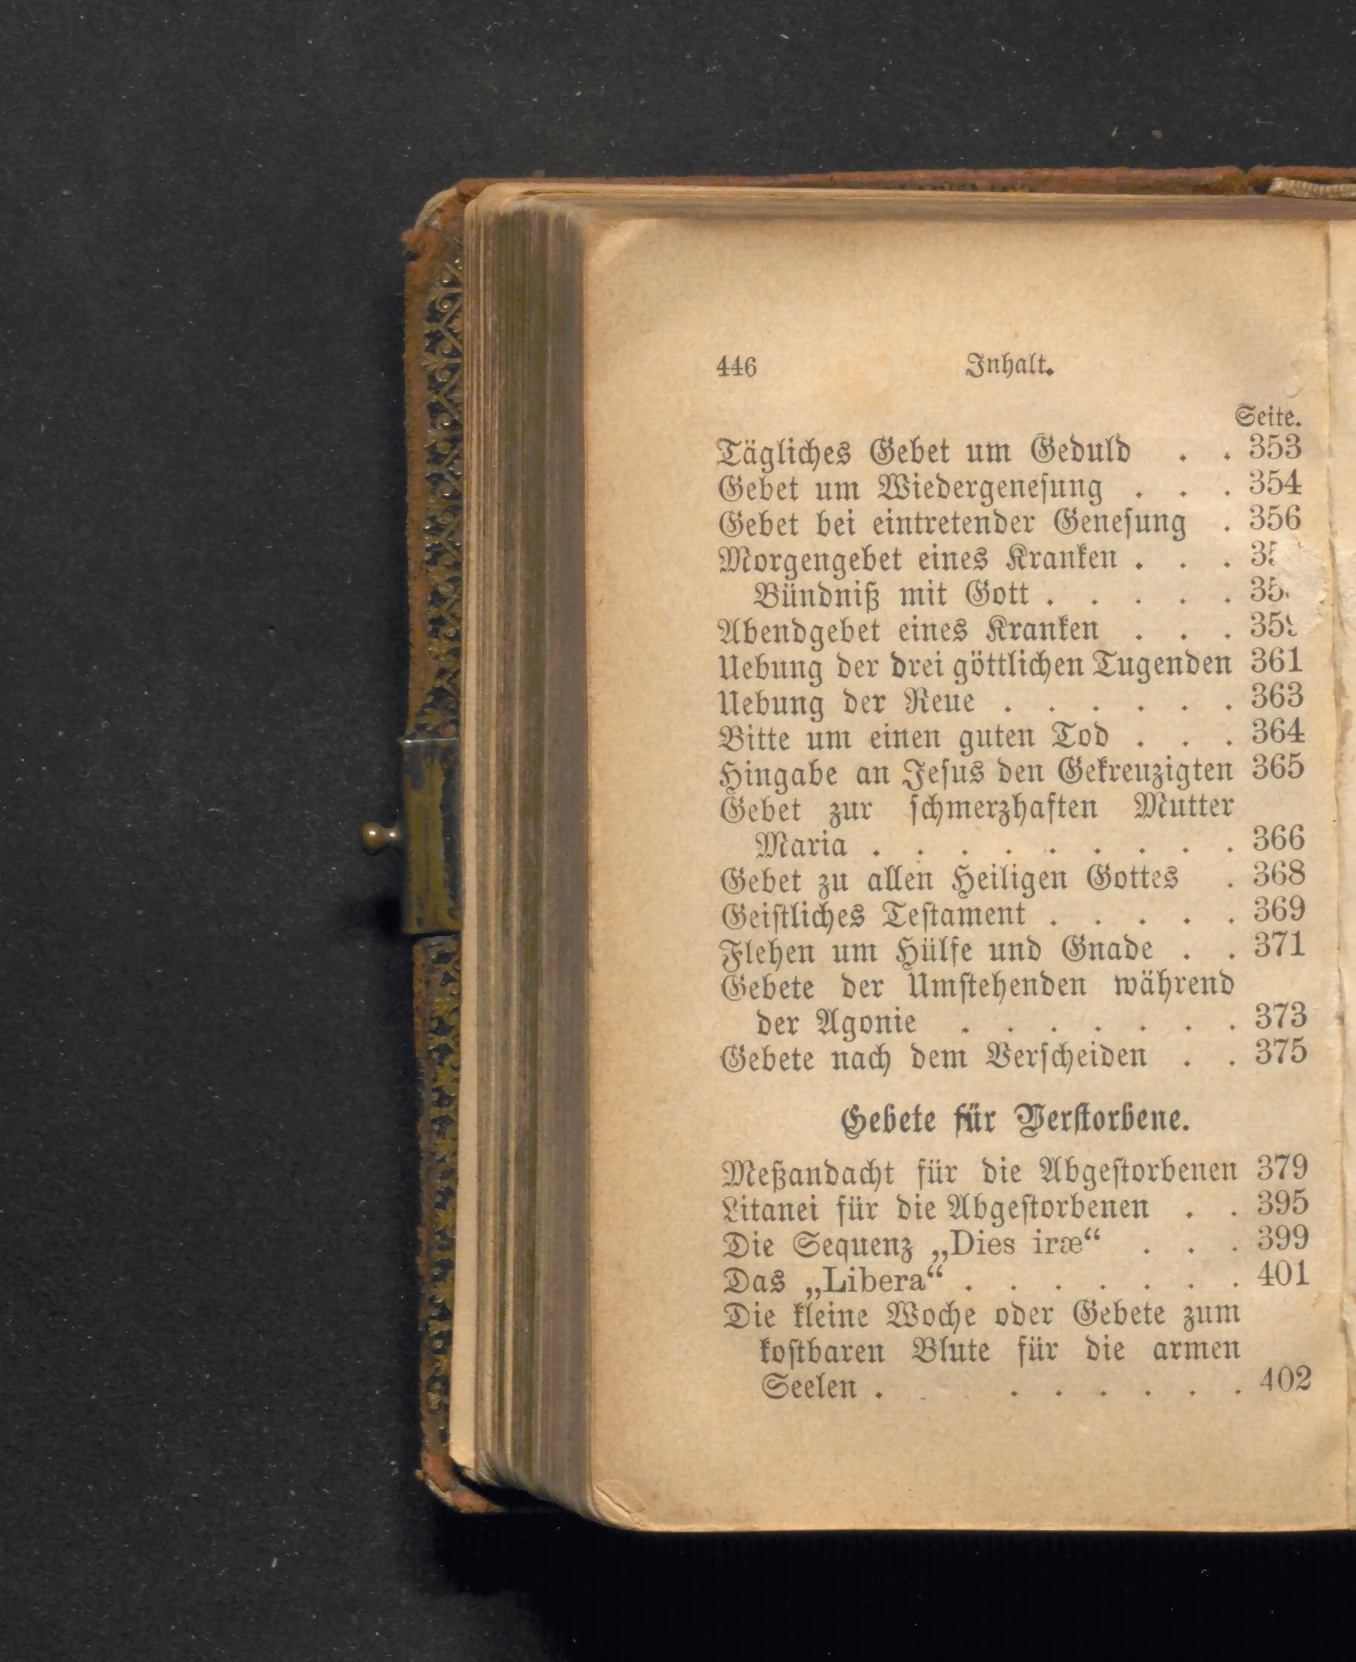 446 Inhalt.
Seite.
Tägliches Gebet um Geduld . . 353
Gebet um Wiedergenesung . . . 354
Gebet bei eintretender Genesung . 356
Morgengebet eines Kranken . . .
Bündniß mit Gott . . . . .
Abendgebet eines Kranken . . . 359
Uebung der drei göttlichen Tugenden 361
Uebung der Reue . . . . . . 363
Bitte um einen guten Tod . . . 364
Hingabe an Jesus den Gekreuzigten 365
Gebet zur schmerzhaften Mutter
Maria . . . . . . . . . 366
Gebet zu allen Heiligen Gottes . 368
Geistliches Testament . . . . . 369
Flehen um Hülfe und Gnade . . 371
Gebete der Umstehenden während
der Agonie . . . . . . . 373
Gebete nach dem Verscheiden . . 375
Gebete für Verstorbene.
Meßandacht für die Abgestorbenen 379
Litanei für die Abgestorbenen . . 395
Die Sequenz „Dies iræ“ . . . 399
Das „Libera“ . . . . . . . 401
Die kleine Woche oder Gebete zum
kostbaren Blute für die armen
Seelen . . . . . . . . 402